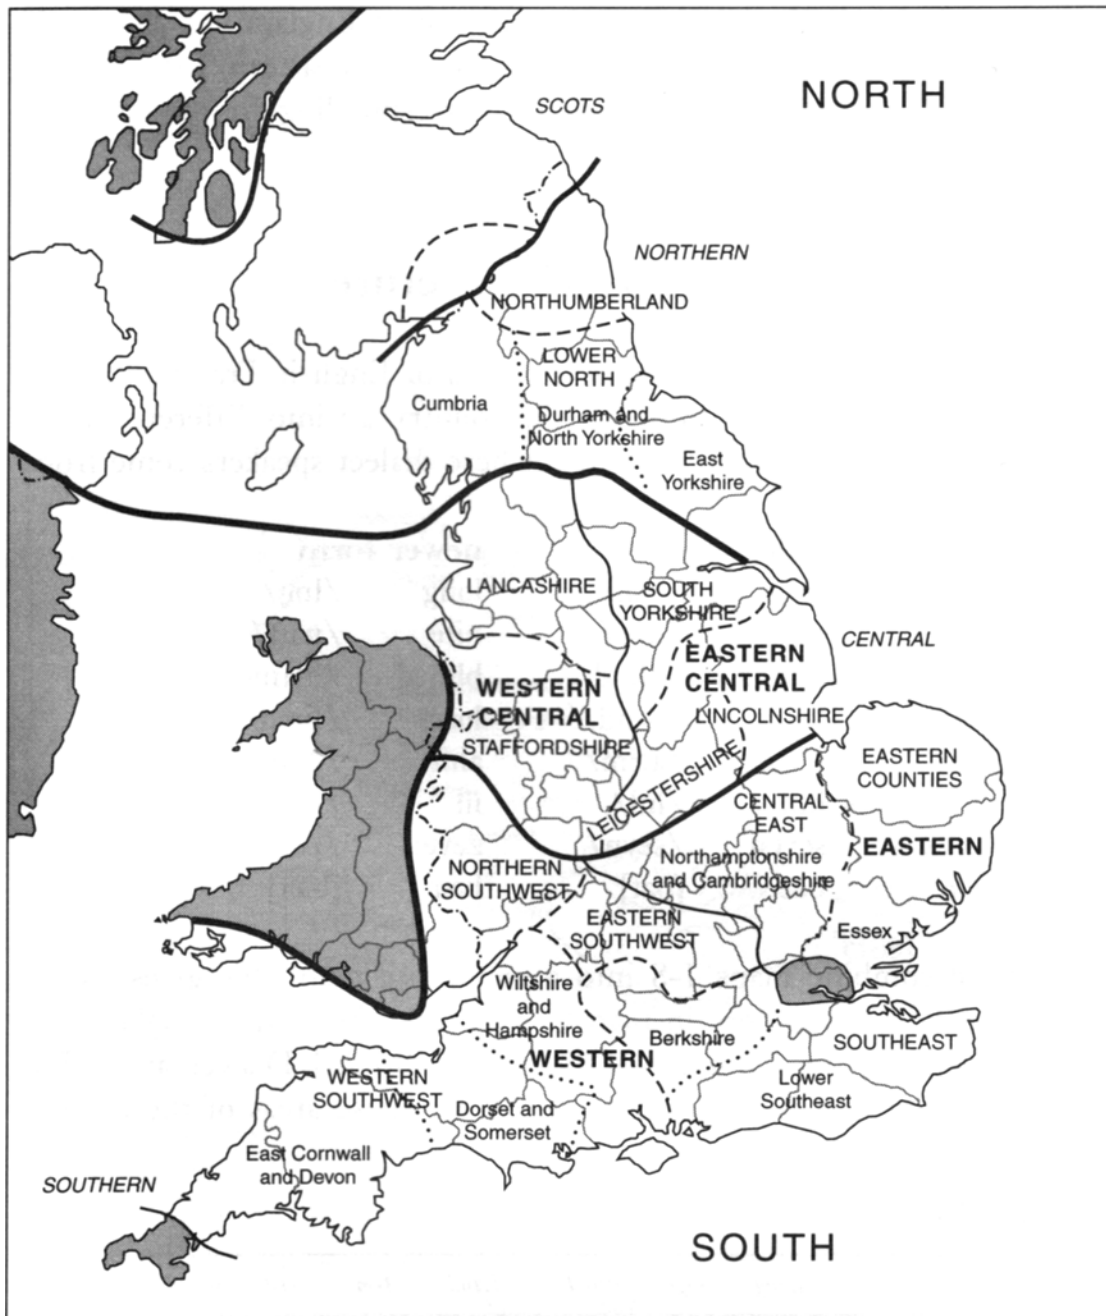 NORTH
SCOTS
NORTHERN
NORTHUMBERLAND
LOWER
NORTH
Cumbria
Durham and
North Yorkshire
East
Yorkshire
LANCASHIRE
SOUTH
YORKSHIRE
CENTRAL
EASTERN
CENTRAL
WESTERN
CENTRAL
LINCOLNSHIRE
STAFFORDSHIRE
LEICESTERSHIRE
EASTERN
COUNTIES
CENTRAL
EAST
EASTERN
Northamptonshire
and Cambridgeshire
NORTHERN
SOUTHWEST
EASTERN
SOUTHWEST
Essex
Wiltshire
and
Hampshire
Berkshire
SOUTHEAST
WESTERN
WESTERN
SOUTHWEST
Lower
Southeast
Dorset and
Somerset
East Cornwall
and Devon
SOUTHERN
SOUTH